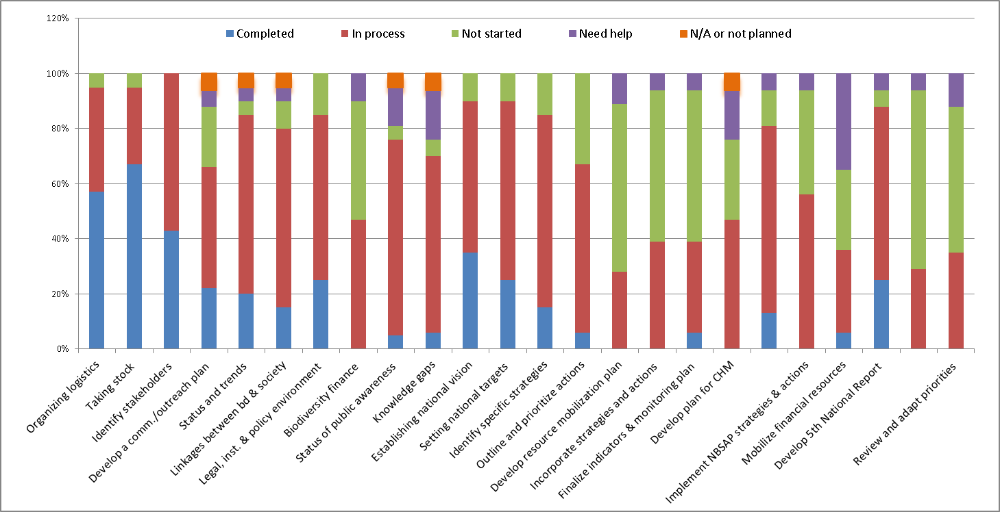 120%
Completed In process Not started Need help N/A or not planned
100%
80%
60%
40%
20%
0%
Organizing logistics
Taking stock
Identify stakeholders
Develop a comm./outreach plan
Status and trends
Linkages between bd & society
Legal, inst. & policy environment
Biodiversity finance
Status of public awareness
Knowledge gaps
Establishing national vision
Setting national targets
Identify specific strategies
Outline and prioritize actions
Develop resource mobilization plan
Incorporate strategies and actions
Finalize indicators & monitoring plan
Develop plan for CHM
Implement NBSAP strategies & actions
Mobilize financial resources
Develop 5th National Report
Review and adapt priorities